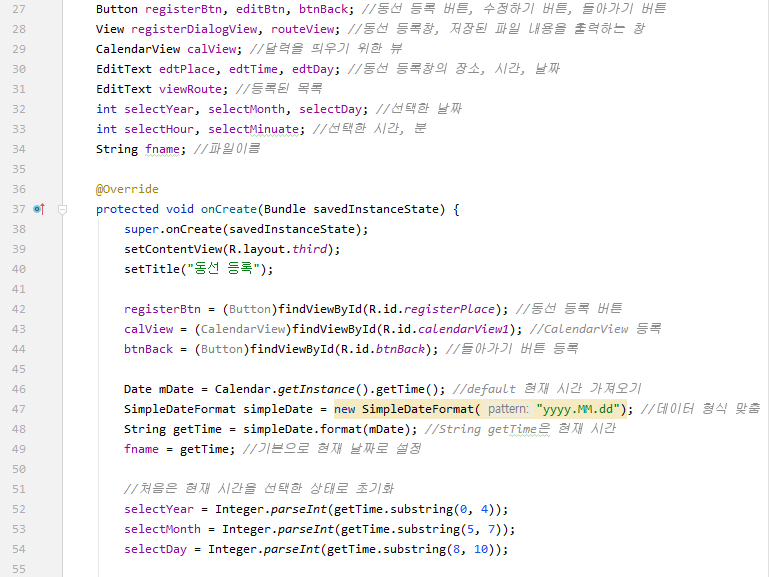 27 Button registerBtn, editBtn, btnBack; //동선 등록 버튼, 수정하기 버튼, 돌아가기 버튼
28 View registerDialogView, routeView; //동선 등록창, 저장된 파일 내용을 출력하는 창
29 CalendarView calView; //달력을 띄우기 위한 뷰
30 EditText edtPlace, edtTime, edtDay; //동선 등록창의 장소, 시간, 날짜
31 EditText viewRoute; //등록된 목록
32 int selectYear, selectMonth, selectDay; //선택한 날짜
33 int selectHour, selectMinuate; //선택한 시간, 분
34 String fname; //파일이름
35
36 @Override
37 protected void onCreate(Bundle savedInstanceState) {
38 super.onCreate(savedInstanceState);
39 setContentView(R.layout.third);
40 setTitle("동선 등록");
41
42 registerBtn = (Button)findViewById(R.id.registerPlace); //동선 등록 버튼
43 calView = (CalendarView)findViewById(R.id.calendarView1); //CalendarView 등록
44 btnBack = (Button)findViewById(R.id.btnBack); //돌아가기 버튼 등록
45
46 Date mDate = Calendar.getInstance().getTime(); //default 현재 시간 가져오기
47 SimpleDateFormat simpleDate = new SimpleDateFormat( pattern: "yyyy.MM.dd"); //데이터 형식 맞춤
48 String getTime = simpleDate.format(mDate); //String getTime은 현재 시간
49 fname = getTime; //기본으로 현재 날짜로 설정
50
51 //처음은 현재 시간을 선택한 상태로 초기화
52 selectYear = Integer.parseInt(getTime.substring(0, 4));
53 selectMonth = Integer.parseInt(getTime.substring(5, 7));
54 selectDay = Integer.parseInt(getTime.substring(8, 10));
55